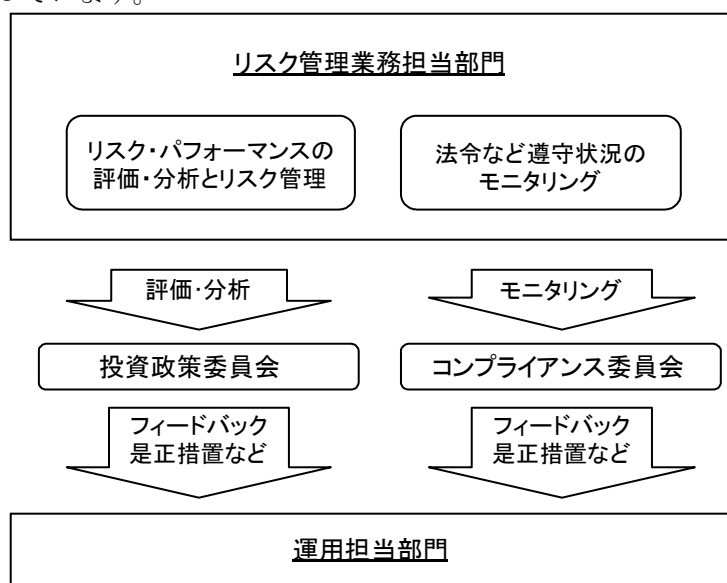 リスク管理業務担当部門
リスク・パフォーマンスの
評価・分析とリスク管理
法令など遵守状況の
モニタリング
評価・分析
モニタリング
投資政策委員会
コンプライアンス委員会
フィードバック
是正措置など
フィードバック
是正措置など
運用担当部門